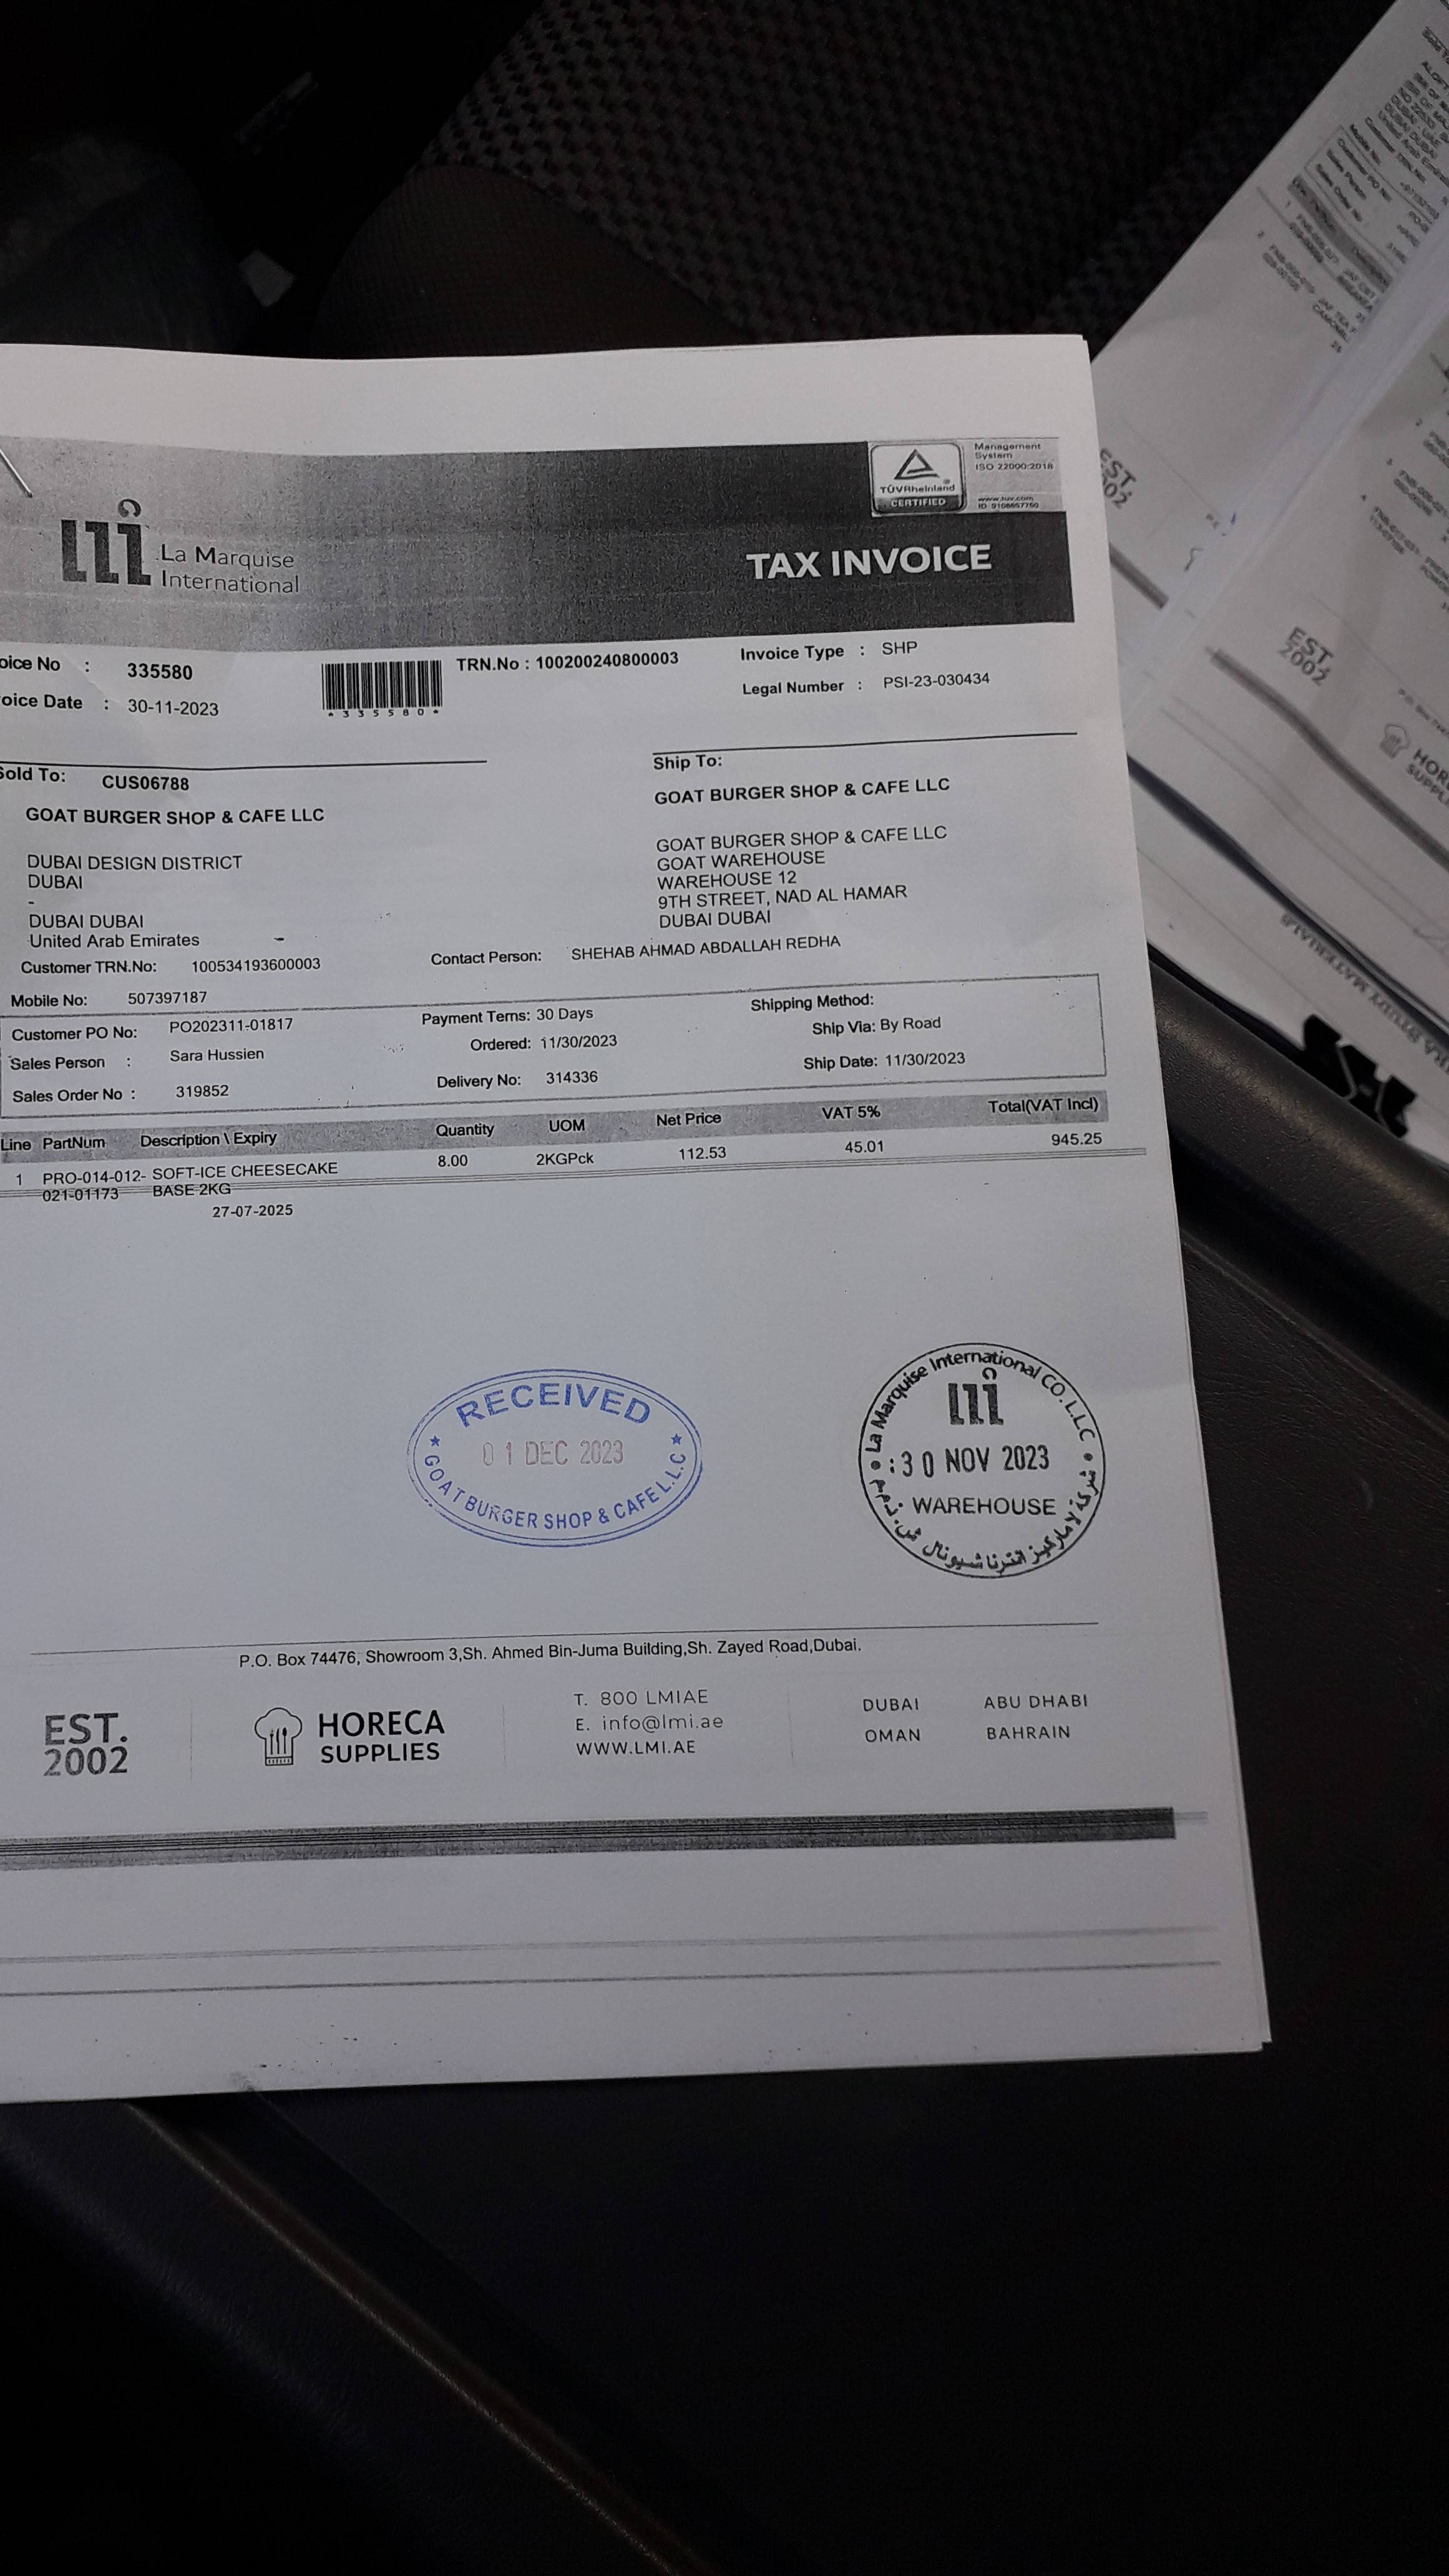 Management
System
ISO 22000:2018
TÜVRheinland
CERTIFIED
www.tuv.com
ID 9108657750
La Marquise
International
TAX INVOICE
oice No : 335580
TRN.No : 100200240800003
Invoice Type : SHP
oice Date : 30-11-2023
*335580*
Legal Number : PSI-23-030434
Sold To: CUS06788
GOAT BURGER SHOP & CAFE LLC
DUBAI DESIGN DISTRICT
DUBAI
-
DUBAI DUBAI
United Arab Emirates
Customer TRN.No: 100534193600003
Mobile No: 507397187
Ship To:
GOAT BURGER SHOP & CAFE LLC
GOAT BURGER SHOP & CAFE LLC
GOAT WAREHOUSE
WAREHOUSE 12
9TH STREET, NAD AL HAMAR
DUBAI DUBAI
Contact Person: SHEHAB AHMAD ABDALLAH REDHA
Customer PO No: PO202311-01817
Sales Person : Sara Hussien
Sales Order No : 319852
Payment Terns: 30 Days
Ordered: 11/30/2023
Delivery No: 314336
Shipping Method:
Ship Via: By Road
Ship Date: 11/30/2023
Line PartNum Description \ Expiry Quantity UOM Net Price VAT 5% Total(VAT Incl)
1 PRO-014-012- SOFT-ICE CHEESECAKE 8.00 2KGPck 112.53 45.01 945.25
021-01173 BASE 2KG
27-07-2025
RECEIVED
01 DEC 2023
GOAT BURGER SHOP & CAFE L.L.C
La Marquise International CO. L.L.C
:30 NOV 2023
WAREHOUSE
شركة لاماركيز انترناشيونال ش.ذ.م.م
P.O. Box 74476, Showroom 3,Sh. Ahmed Bin-Juma Building,Sh. Zayed Road,Dubai.
EST.
2002
HORECA
SUPPLIES
T. 800 LMIAE
E. info@lmi.ae
WWW.LMI.AE
DUBAI ABU DHABI
OMAN BAHRAIN
EST.
2002